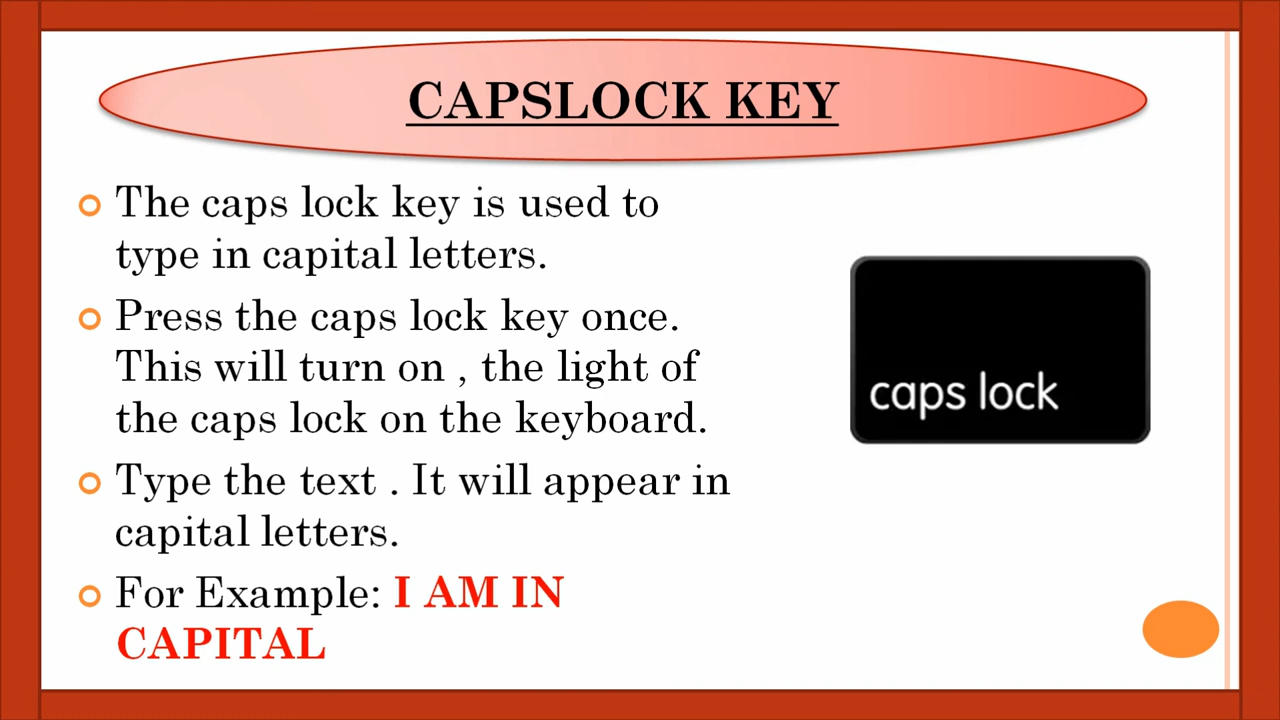 CAPSLOCK KEY
The caps lock key is used to
type in capital letters.
Press the caps lock key once.
This will turn on , the light of
the caps lock on the keyboard.
Type the text . It will appear in
capital letters.
For Example: I AM IN
CAPITAL
caps lock